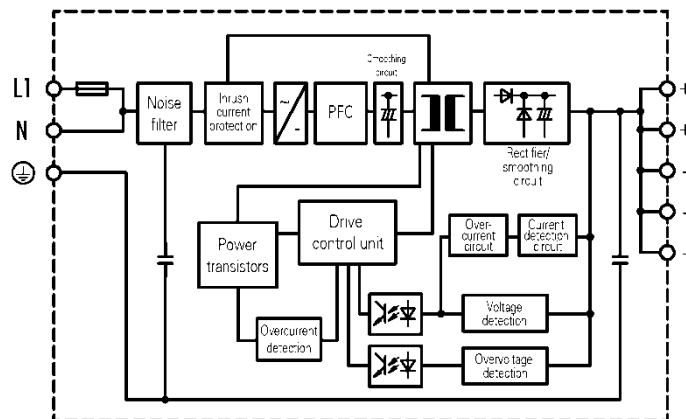 L1
N
Noise
filter
Inrush
current
protection
~
-
PFC
Smoothing
circuit
Rectifier/
smoothing
circuit
+
+
-
-
-
Power
transistors
Drive
control unit
Over-
current
circuit
Current
detection
circuit
Overcurrent
detection
Voltage
detection
Overvoltage
detection